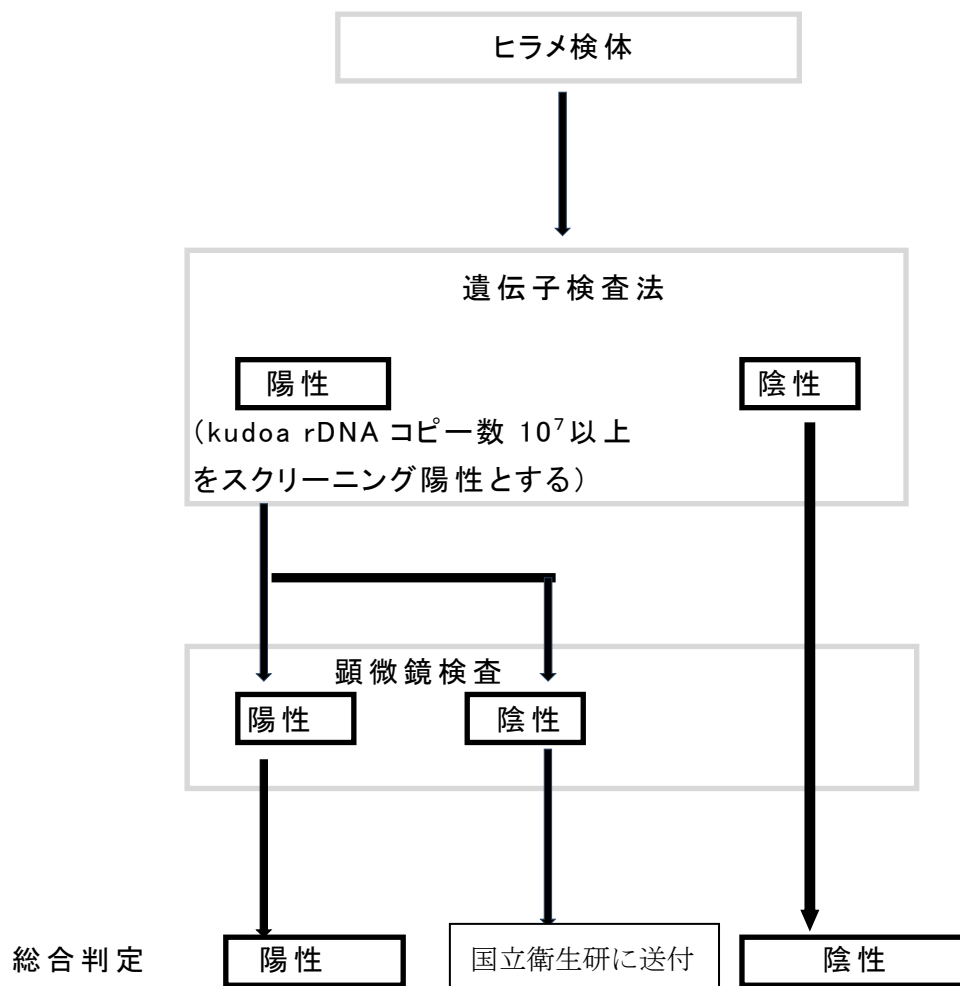 ヒラメ検体
遺伝子検査法
陽性
陰性
(kudoa rDNA コピー数 10⁷以上
をスクリーニング陽性とする)
顕微鏡検査
陽性
陰性
総合判定
陽性
国立衛生研に送付
陰性